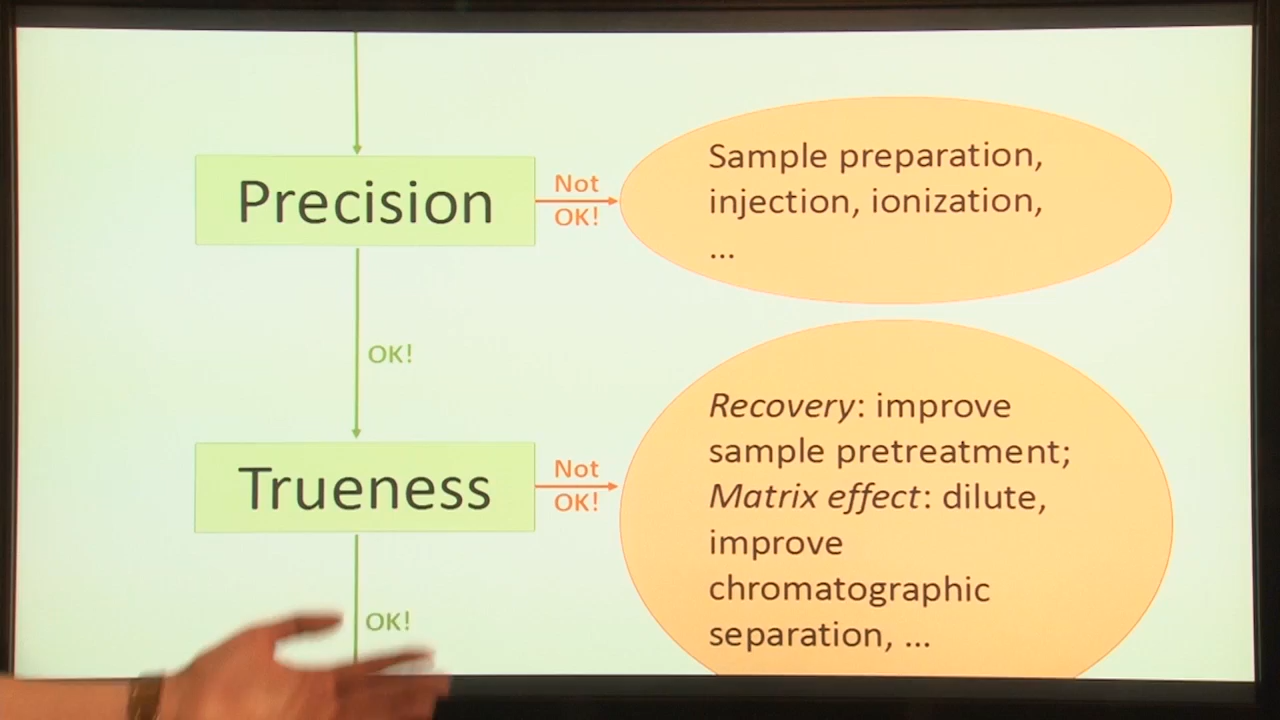 Precision
Not
OK!
Sample preparation,
injection, ionization,
...
OK!
Trueness
Not
OK!
Recovery: improve
sample pretreatment;
Matrix effect: dilute,
improve
chromatographic
separation, ...
OK!